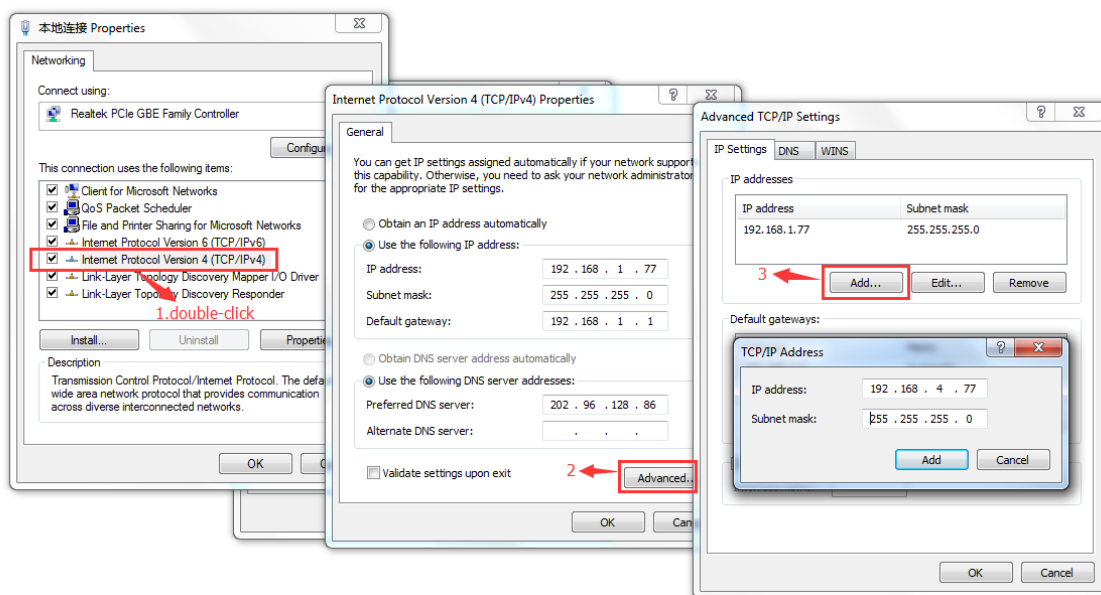 本地连接 Properties
Networking
Connect using:
Realtek PCIe GBE Family Controller
Configu
This connection uses the following items:
Client for Microsoft Networks
QoS Packet Scheduler
File and Printer Sharing for Microsoft Networks
Internet Protocol Version 6 (TCP/IPv6)
Internet Protocol Version 4 (TCP/IPv4)
Link-Layer Topology Discovery Mapper I/O Driver
Link-Layer Topology Discovery Responder
1.double-click
Install...
Uninstall
Propertie
Description
Transmission Control Protocol/Internet Protocol. The defa
wide area network protocol that provides communication
across diverse interconnected networks.
OK
C
Internet Protocol Version 4 (TCP/IPv4) Properties
General
You can get IP settings assigned automatically if your network support
this capability. Otherwise, you need to ask your network administrator
for the appropriate IP settings.
Obtain an IP address automatically
Use the following IP address:
IP address: 192 . 168 . 1 . 77
Subnet mask: 255 . 255 . 255 . 0
Default gateway: 192 . 168 . 1 . 1
Obtain DNS server address automatically
Use the following DNS server addresses:
Preferred DNS server: 202 . 96 . 128 . 86
Alternate DNS server: . . .
Validate settings upon exit
2
Advanced..
OK
Can
Advanced TCP/IP Settings
IP Settings DNS WINS
IP addresses
IP address Subnet mask
192.168.1.77 255.255.255.0
3
Add... Edit... Remove
Default gateways:
TCP/IP Address
IP address: 192 . 168 . 4 . 77
Subnet mask: 255 . 255 . 255 . 0
Add Cancel
OK Cancel